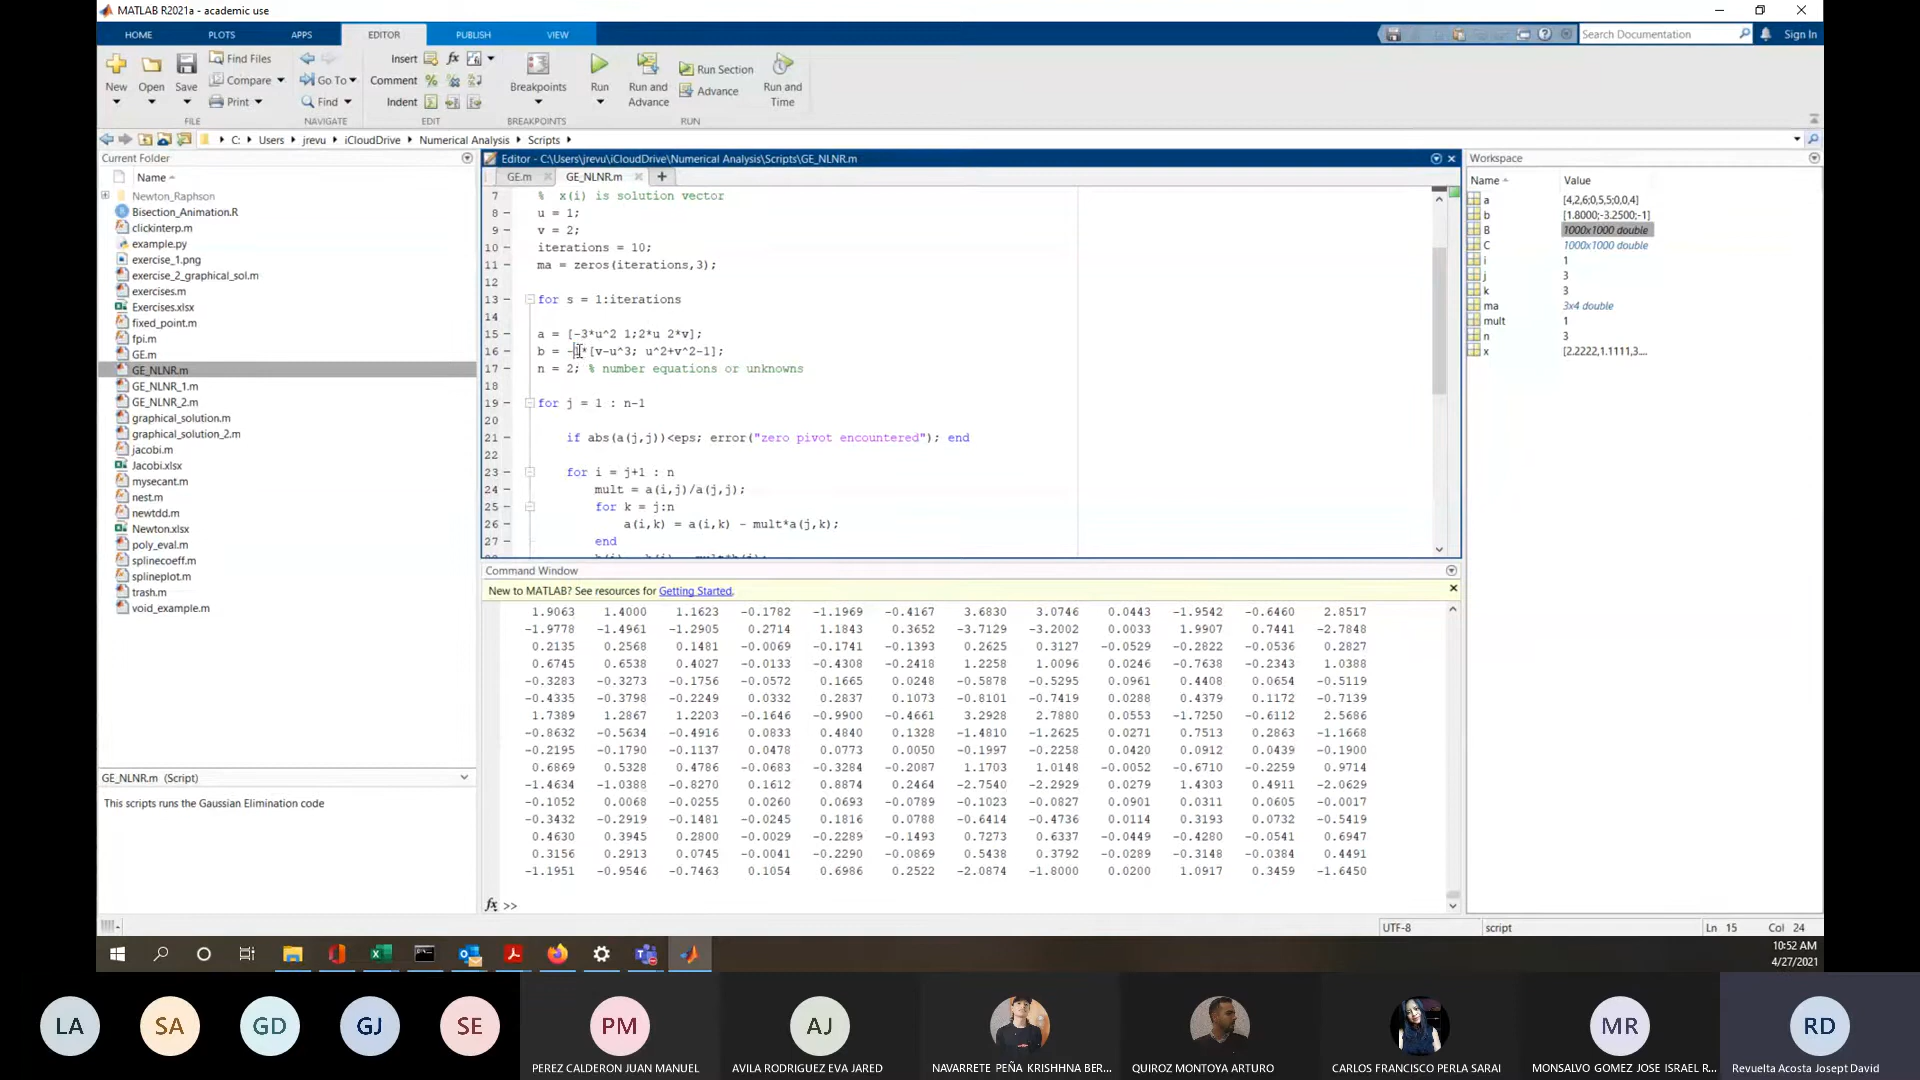 MATLAB R2021a - academic use
HOME PLOTS APPS EDITOR PUBLISH VIEW
Search Documentation
Sign In
New Open Save
Find Files
Compare
Print
FILE
Go To
Find
NAVIGATE
Insert
Comment
Indent
EDIT
Breakpoints
BREAKPOINTS
Run
Run and Advance
Run Section
Advance
Run and Time
RUN
C: Users jrevu iCloudDrive Numerical Analysis Scripts
Current Folder
Name
Newton_Raphson
Bisection_Animation.R
clickinterp.m
example.py
exercise_1.png
exercise_2_graphical_sol.m
exercises.m
Exercises.xlsx
fixed_point.m
fpi.m
GE.m
GE_NLNR.m
GE_NLNR_1.m
GE_NLNR_2.m
graphical_solution.m
graphical_solution_2.m
jacobi.m
Jacobi.xlsx
mysecant.m
nest.m
newtdd.m
Newton.xlsx
poly_eval.m
splinecoeff.m
splineplot.m
trash.m
void_example.m
GE_NLNR.m (Script)
This scripts runs the Gaussian Elimination code
Editor - C:\Users\jrevu\iCloudDrive\Numerical Analysis\Scripts\GE_NLNR.m
GE.m GE_NLNR.m
7 % x(i) is solution vector
8 u = 1;
9 v = 2;
10 iterations = 10;
11 ma = zeros(iterations,3);
12
13 for s = 1:iterations
14
15 a = [-3*u^2 1;2*u 2*v];
16 b = -1*[v-u^3; u^2+v^2-1];
17 n = 2; % number equations or unknowns
18
19 for j = 1 : n-1
20
21 if abs(a(j,j))<eps; error("zero pivot encountered"); end
22
23 for i = j+1 : n
24 mult = a(i,j)/a(j,j);
25 for k = j:n
26 a(i,k) = a(i,k) - mult*a(j,k);
27 end
Command Window
New to MATLAB? See resources for Getting Started.
1.9063 1.4000 1.1623 -0.1782 -1.1969 -0.4167 3.6830 3.0746 0.0443 -1.9542 -0.6460 2.8517
-1.9778 -1.4961 -1.2905 0.2714 1.1843 0.3652 -3.7129 -3.2002 0.0033 1.9907 0.7441 -2.7848
0.2135 0.2568 0.1481 -0.0069 -0.1741 -0.1393 0.2625 0.3127 -0.0529 -0.2822 -0.0536 0.2827
0.6745 0.6538 0.4027 -0.0133 -0.4308 -0.2418 1.2258 1.0096 0.0246 -0.7638 -0.2343 1.0388
-0.3283 -0.3273 -0.1756 -0.0572 0.1665 0.0248 -0.5878 -0.5295 0.0961 0.4408 0.0654 -0.5119
-0.4335 -0.3798 -0.2249 0.0332 0.2837 0.1073 -0.8101 -0.7419 0.0288 0.4379 0.1172 -0.7139
1.7389 1.2867 1.2203 -0.1646 -0.9900 -0.4661 3.2928 2.7880 0.0553 -1.7250 -0.6112 2.5686
-0.8632 -0.5634 -0.4916 0.0833 0.4840 0.1328 -1.4810 -1.2625 0.0271 0.7513 0.2863 -1.1668
-0.2195 -0.1790 -0.1137 0.0478 0.0773 0.0050 -0.1997 -0.2258 0.0420 0.0912 0.0439 -0.1900
0.6869 0.5328 0.4786 -0.0683 -0.3284 -0.2087 1.1703 1.0148 -0.0052 -0.6710 -0.2259 0.9714
-1.4634 -1.0388 -0.8270 0.1612 0.8874 0.2464 -2.7540 -2.2929 0.0279 1.4303 0.4911 -2.0629
-0.1052 0.0068 -0.0255 0.0260 0.0693 -0.0789 -0.1023 -0.0827 0.0901 0.0311 0.0605 -0.0017
-0.3432 -0.2919 -0.1481 -0.0245 0.1816 0.0788 -0.6414 -0.4736 0.0114 0.3193 0.0732 -0.5419
0.4630 0.3945 0.2800 -0.0029 -0.2289 -0.1493 0.7273 0.6337 -0.0449 -0.4280 -0.0541 0.6947
0.3156 0.2913 0.0745 -0.0041 -0.2290 -0.0869 0.5438 0.3792 -0.0289 -0.3148 -0.0384 0.4491
-1.1951 -0.9546 -0.7463 0.1054 0.6986 0.2522 -2.0874 -1.8000 0.0200 1.0917 0.3459 -1.6450
fx >>
Workspace
Name Value
a [4,2,6;0,5,5;0,0,4]
b [1.8000;-3.2500;-1]
B 1000x1000 double
C 1000x1000 double
i 1
j 3
k 3
ma 3x4 double
mult 1
n 3
x [2.2222,1.1111,3....
UTF-8 script Ln 15 Col 24
10:52 AM
4/27/2021
LA SA GD GJ SE PM AJ MR RD
PEREZ CALDERON JUAN MANUEL
AVILA RODRIGUEZ EVA JARED
NAVARRETE PEÑA KRISHHNA BER...
QUIROZ MONTOYA ARTURO
CARLOS FRANCISCO PERLA SARAI
MONSALVO GOMEZ JOSE ISRAEL R...
Revuelta Acosta Josept David